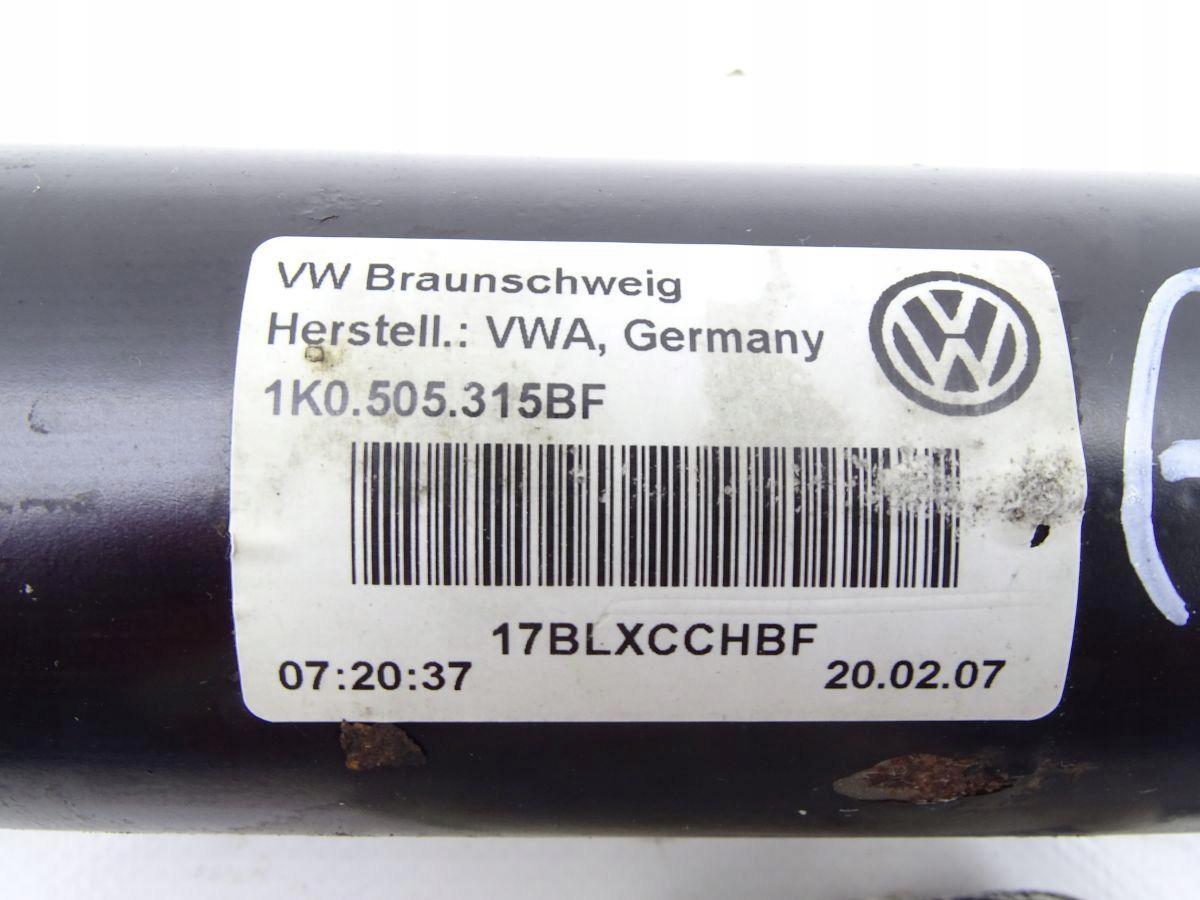 VW Braunschweig
Herstell.: VWA, Germany
1K0.505.315BF
17BLXCCHBF
07:20:37 20.02.07